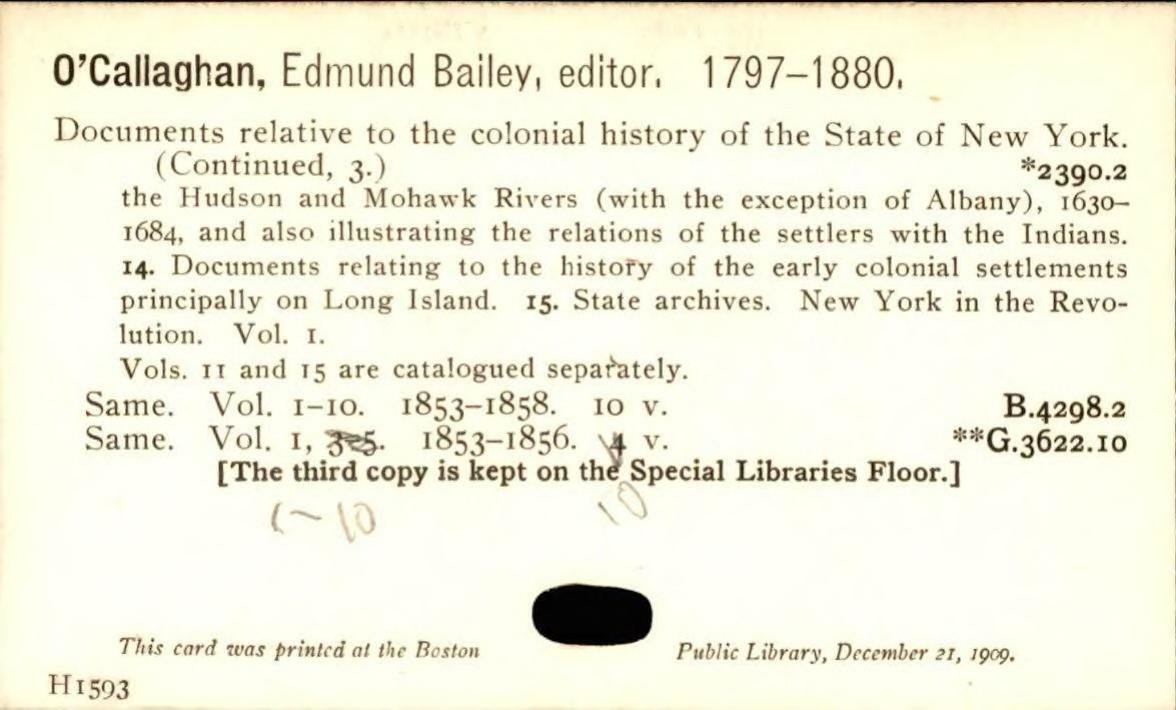 O'Callaghan, Edmund Bailey, editor. 1797–1880.
Documents relative to the colonial history of the State of New York.
(Continued, 3.) *2390.2
the Hudson and Mohawk Rivers (with the exception of Albany), 1630–
1684, and also illustrating the relations of the settlers with the Indians.
14. Documents relating to the history of the early colonial settlements
principally on Long Island. 15. State archives. New York in the Revo-
lution. Vol. 1.
Vols. 11 and 15 are catalogued separately.
Same. Vol. 1–10. 1853–1858. 10 v. B.4298.2
Same. Vol. 1, 3–5. 1853–1856. 4 v. **G.3622.10
[The third copy is kept on the Special Libraries Floor.]
1–10 10
This card was printed at the Boston Public Library, December 21, 1909.
H1593